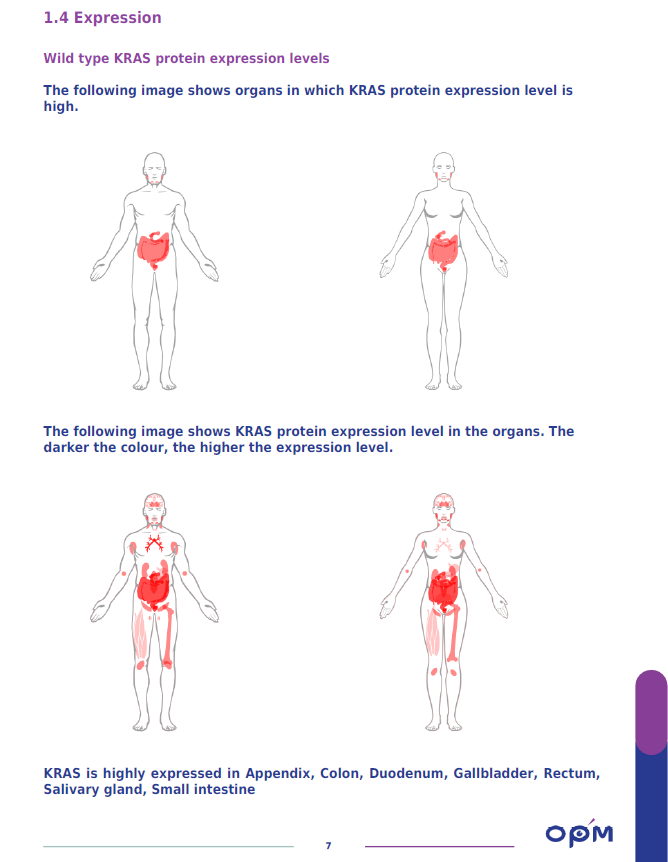 1.4 Expression
Wild type KRAS protein expression levels
The following image shows organs in which KRAS protein expression level is
high.
The following image shows KRAS protein expression level in the organs. The
darker the colour, the higher the expression level.
KRAS is highly expressed in Appendix, Colon, Duodenum, Gallbladder, Rectum,
Salivary gland, Small intestine
7
opm